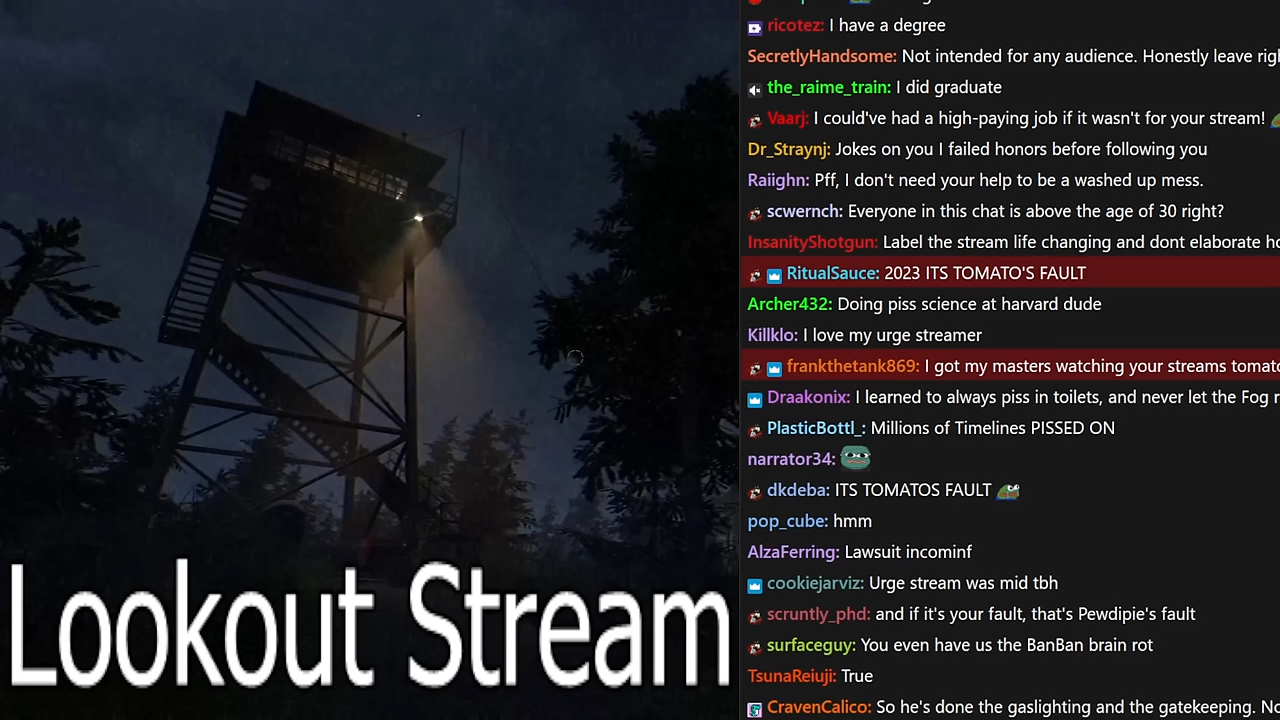 ricotez: I have a degree
SecretlyHandsome: Not intended for any audience. Honestly leave
the_raime_train: I did graduate
Vaarj: I could've had a high-paying job if it wasn't for your stream!
Dr_Straynj: Jokes on you I failed honors before following you
Raiighn: Pff, I don't need your help to be a washed up mess.
scwernch: Everyone in this chat is above the age of 30 right?
InsanityShotgun: Label the stream life changing and dont elaborate
RitualSauce: 2023 ITS TOMATO'S FAULT
Archer432: Doing piss science at harvard dude
Killklo: I love my urge streamer
frankthetank869: I got my masters watching your streams
Draakonix: I learned to always piss in toilets, and never let the Fog
PlasticBottl_: Millions of Timelines PISSED ON
narrator34:
dkdeba: ITS TOMATOS FAULT
pop_cube: hmm
AlzaFerring: Lawsuit incominf
cookiejarviz: Urge stream was mid tbh
scruntly_phd: and if it's your fault, that's Pewdipie's fault
surfaceguy: You even have us the BanBan brain rot
TsunaReiuji: True
CravenCalico: So he's done the gaslighting and the gatekeeping.
Lookout Stream